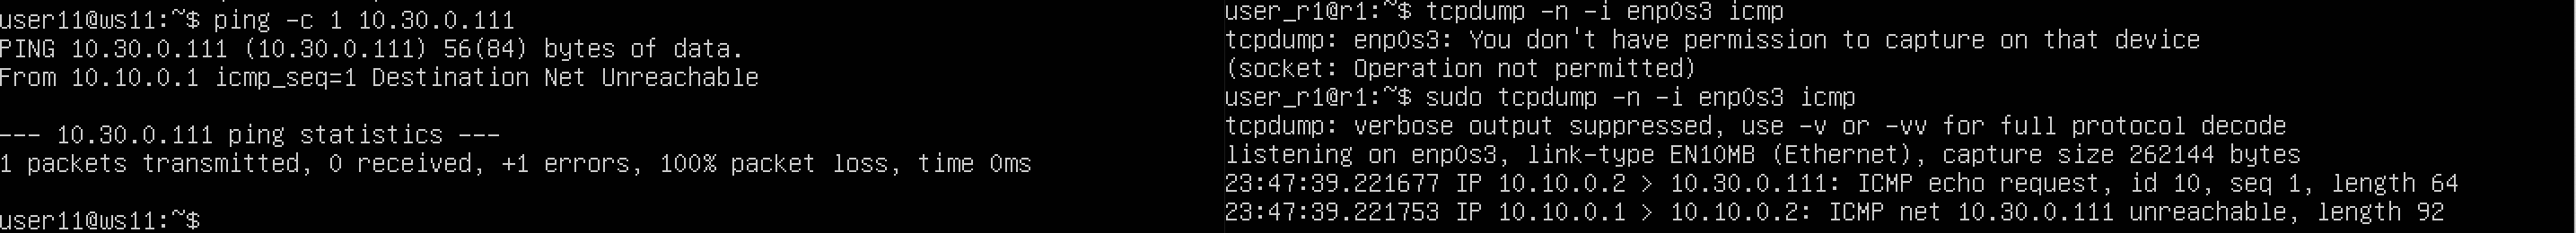 user11@ws11:~$ ping -c 1 10.30.0.111
PING 10.30.0.111 (10.30.0.111) 56(84) bytes of data.
From 10.10.0.1 icmp_seq=1 Destination Net Unreachable
--- 10.30.0.111 ping statistics ---
1 packets transmitted, 0 received, +1 errors, 100% packet loss, time 0ms
user11@ws11:~$
user_r1@r1:~$ tcpdump -n -i enp0s3 icmp
tcpdump: enp0s3: You don't have permission to capture on that device
(socket: Operation not permitted)
user_r1@r1:~$ sudo tcpdump -n -i enp0s3 icmp
tcpdump: verbose output suppressed, use -v or -vv for full protocol decode
listening on enp0s3, link-type EN10MB (Ethernet), capture size 262144 bytes
23:47:39.221677 IP 10.10.0.2 > 10.30.0.111: ICMP echo request, id 10, seq 1, length 64
23:47:39.221753 IP 10.10.0.1 > 10.10.0.2: ICMP net 10.30.0.111 unreachable, length 92